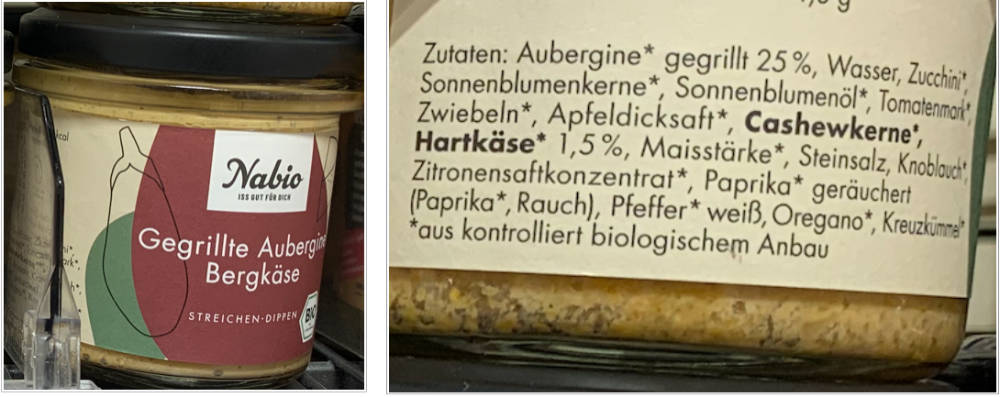 Nabio
ISS GUT FÜR DICH
Gegrillte Aubergine
Bergkäse
STREICHEN·DIPPEN
BIO
Zutaten: Aubergine* gegrillt 25 %, Wasser, Zucchini*,
Sonnenblumenkerne*, Sonnenblumenöl*, Tomatenmark*,
Zwiebeln*, Apfeldicksaft*, Cashewkerne*,
Hartkäse* 1,5 %, Maisstärke*, Steinsalz, Knoblauch*,
Zitronensaftkonzentrat*, Paprika* geräuchert
(Paprika*, Rauch), Pfeffer* weiß, Oregano*, Kreuzkümmel*
*aus kontrolliert biologischem Anbau